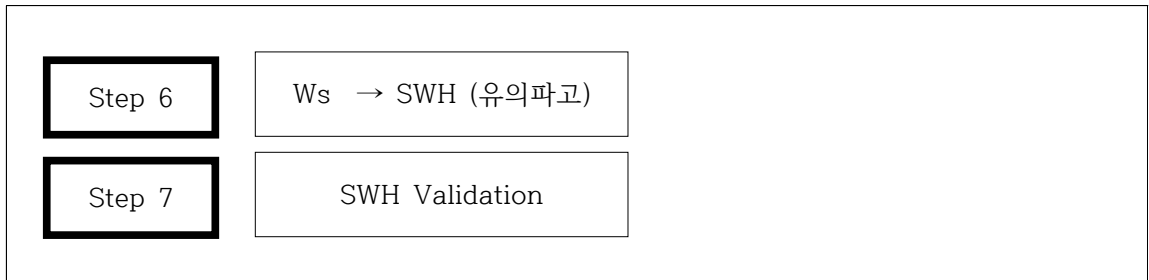 Step 6
Ws → SWH (유의파고)
Step 7
SWH Validation